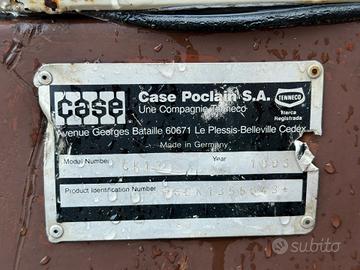 case
Case Poclain S.A.
Une Compagnie Tenneco
TENNECO
Marca
Registrada
Avenue Georges Bataille 60671 Le Plessis-Belleville Cedex
Made in Germany
Model Number
Year
Product Identification Number
subito